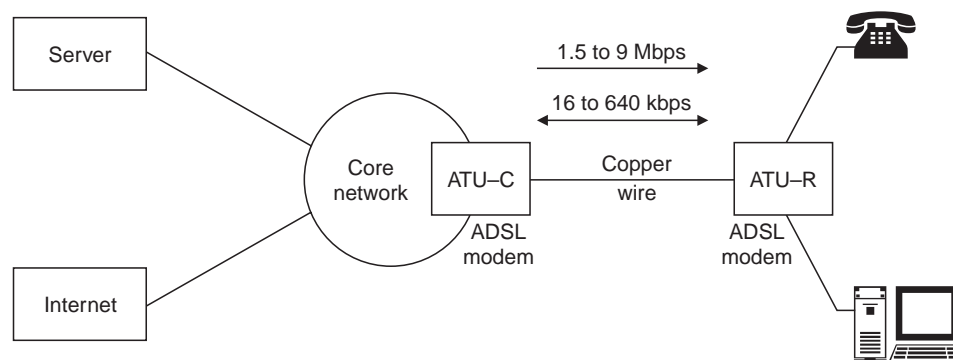 Server
1.5 to 9 Mbps
16 to 640 kbps
Core
network
ATU–C
Copper
wire
ATU–R
ADSL
modem
ADSL
modem
Internet